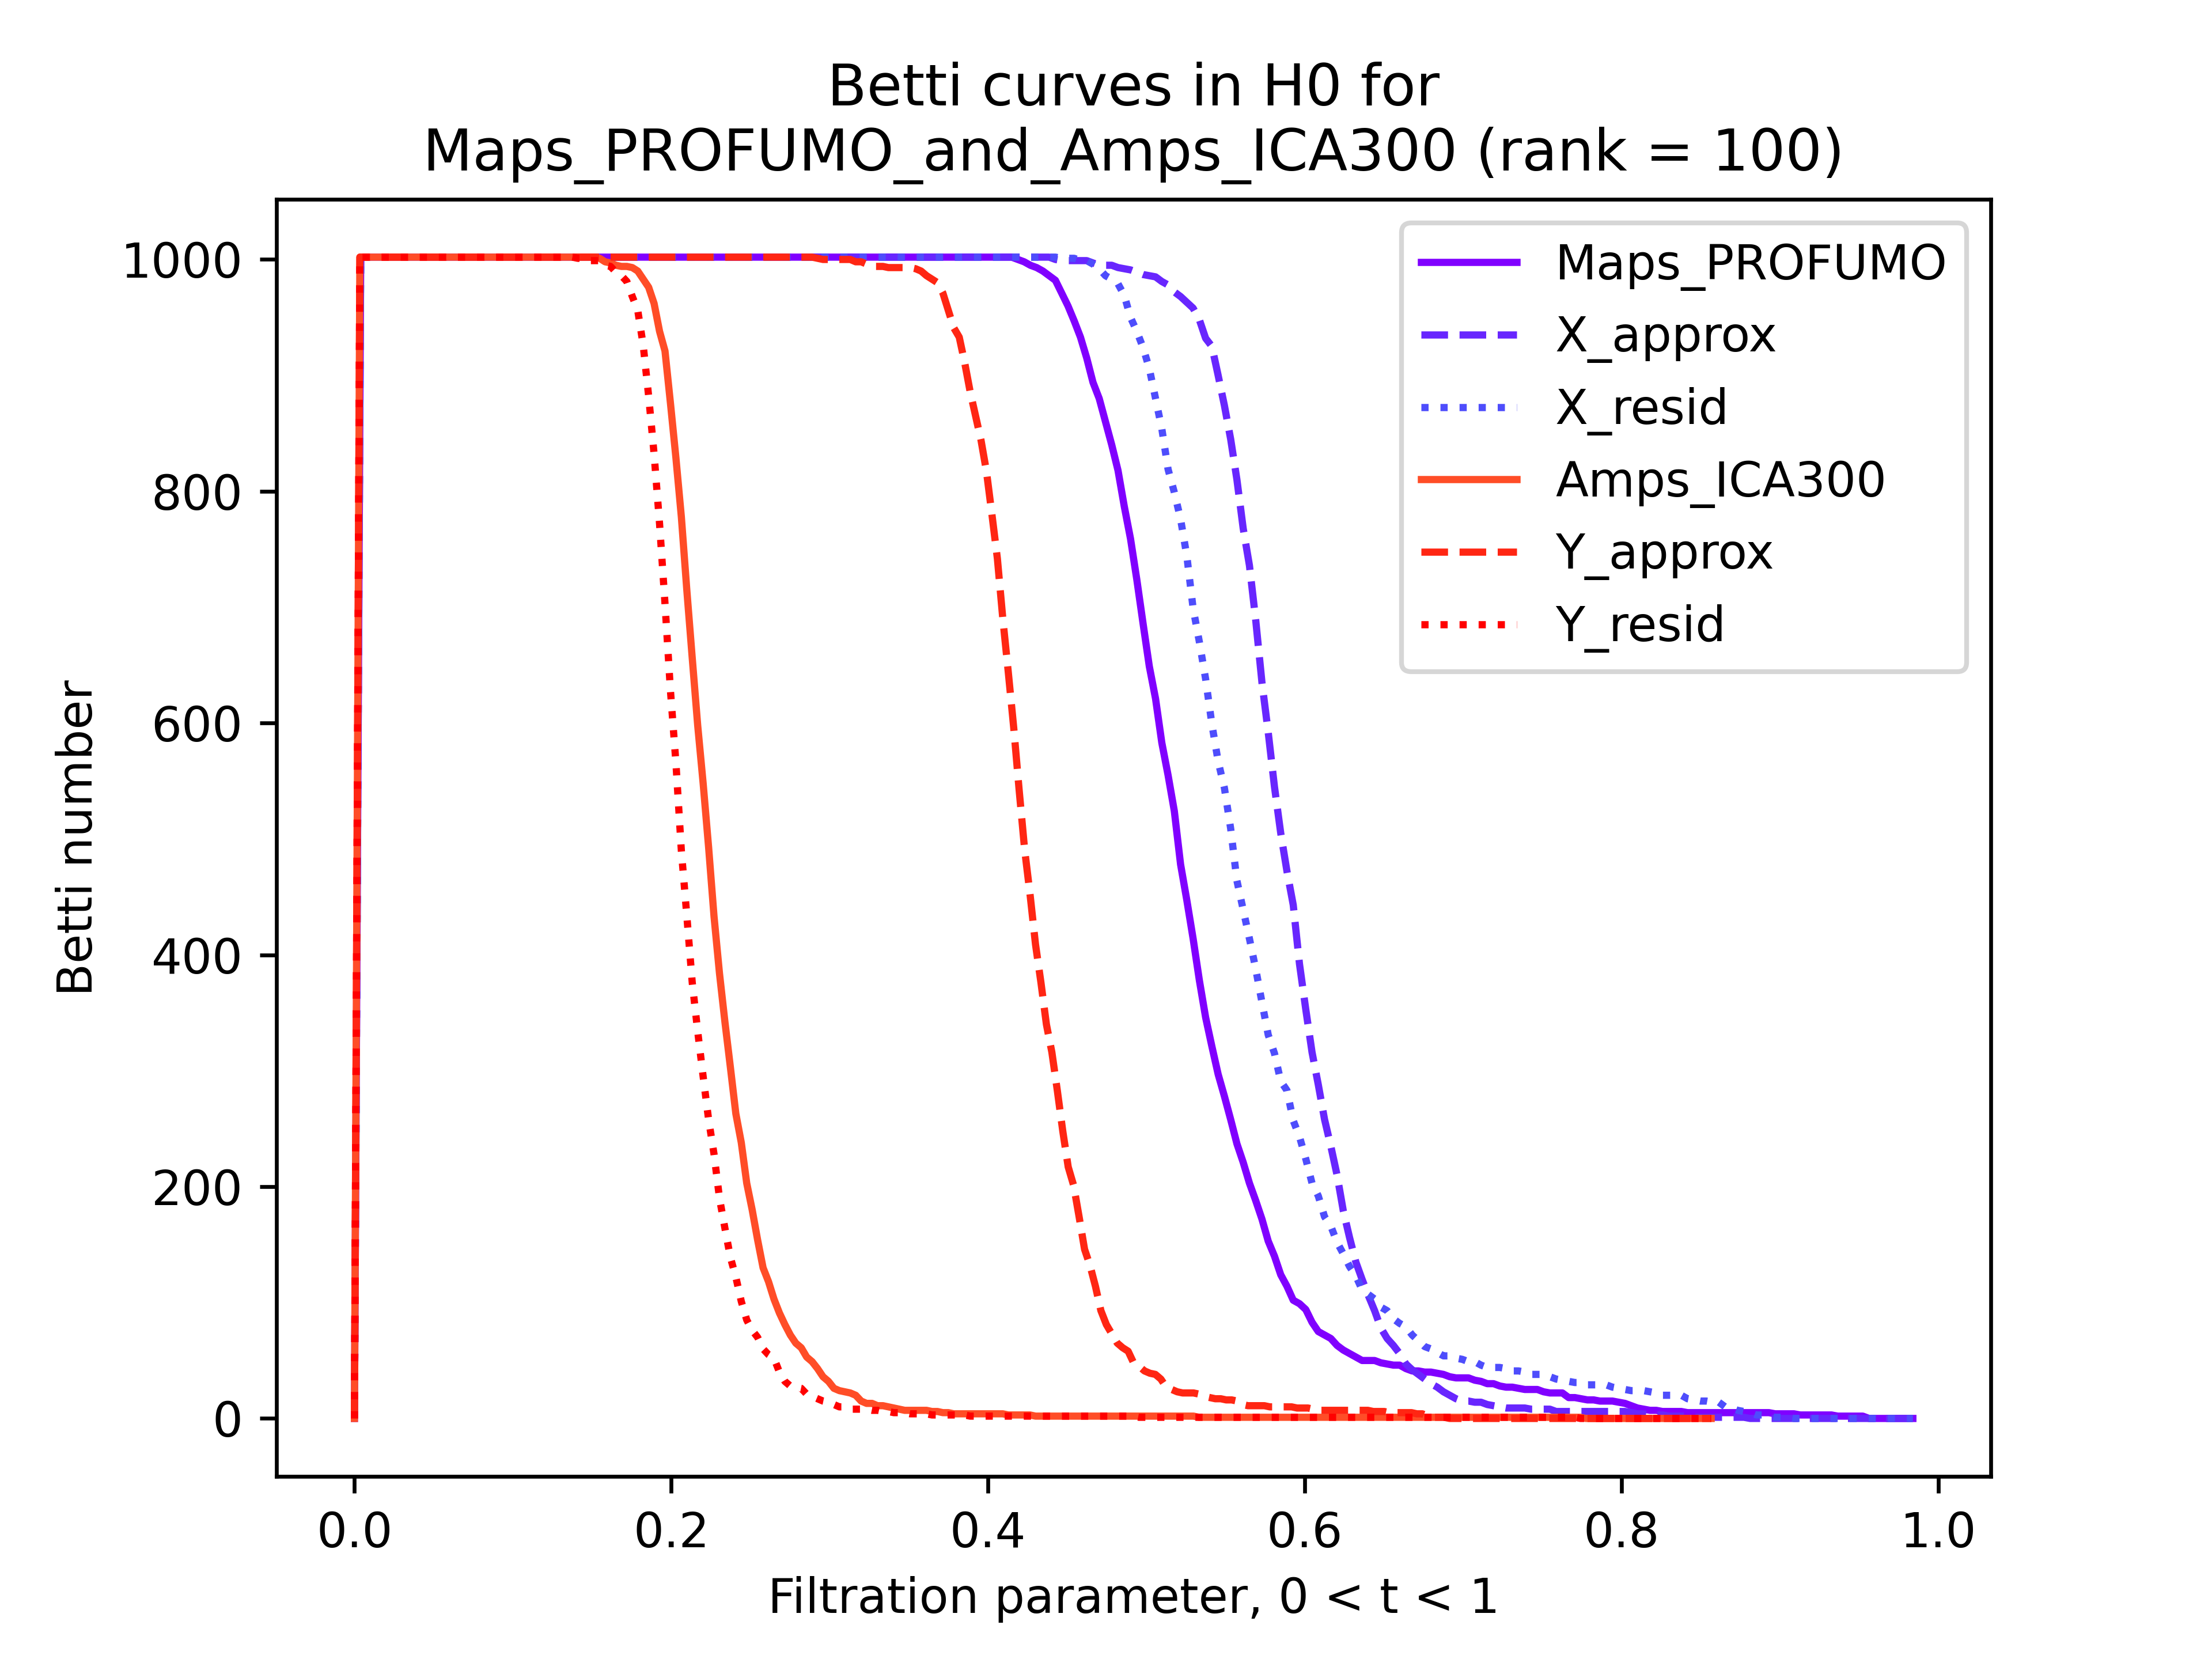 Betti curves in H0 for
Maps_PROFUMO_and_Amps_ICA300 (rank = 100)
Maps_PROFUMO
X_approx
X_resid
Amps_ICA300
Y_approx
Y_resid
1000
800
600
400
200
0
Betti number
0.0 0.2 0.4 0.6 0.8 1.0
Filtration parameter, 0 < t < 1